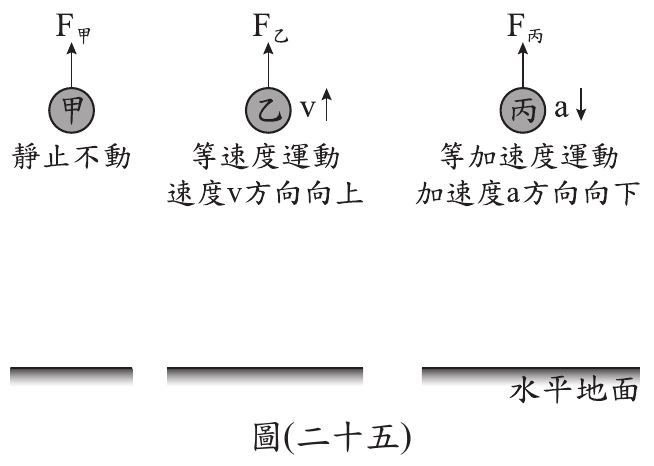 F甲
F乙
F丙
甲
乙 v
丙 a
靜止不動
等速度運動
速度v方向向上
等加速度運動
加速度a方向向下
水平地面
圖(二十五)